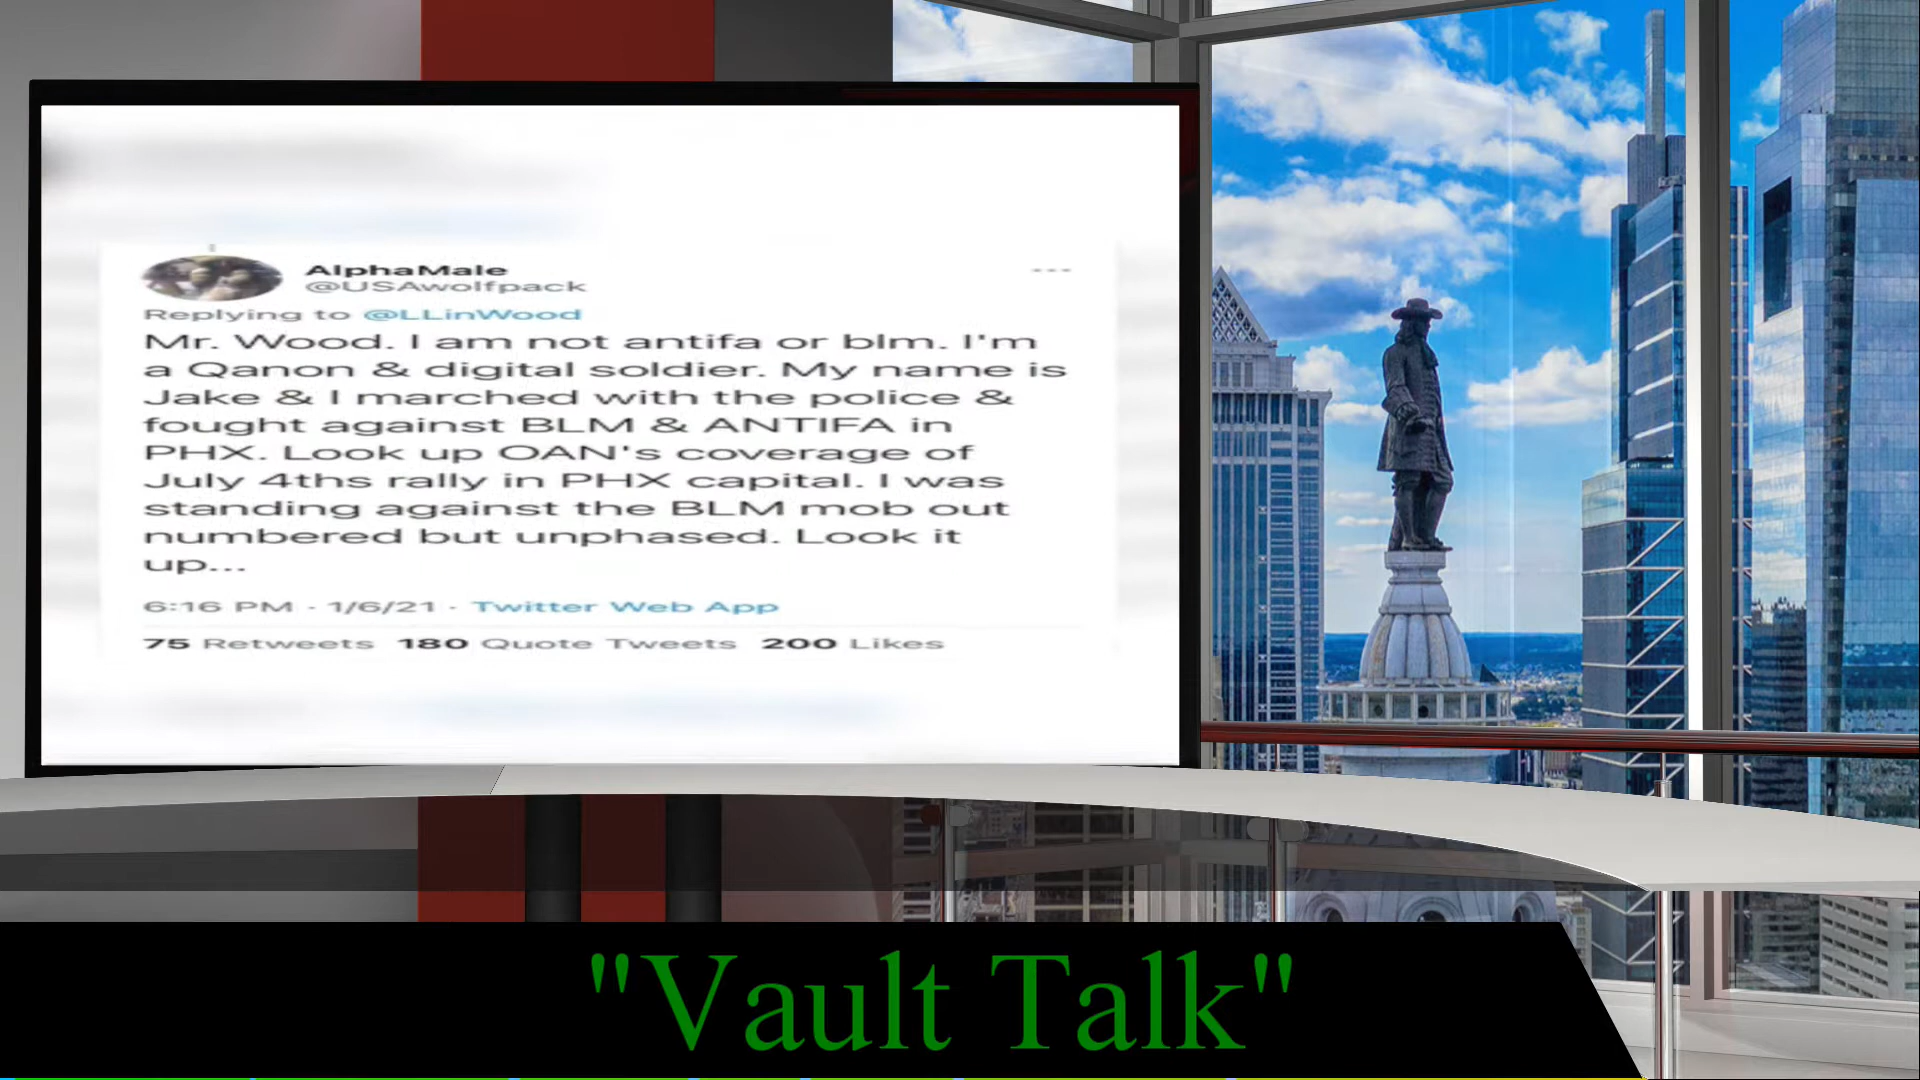 AlphaMale
@USAwolfpack
Replying to @LLinWood
Mr. Wood. I am not antifa or blm. I'm
a Qanon & digital soldier. My name is
Jake & I marched with the police &
fought against BLM & ANTIFA in
PHX. Look up OAN's coverage of
July 4ths rally in PHX capital. I was
standing against the BLM mob out
numbered but unphased. Look it
up...
6:16 PM · 1/6/21 · Twitter Web App
75 Retweets 180 Quote Tweets 200 Likes
"Vault Talk"